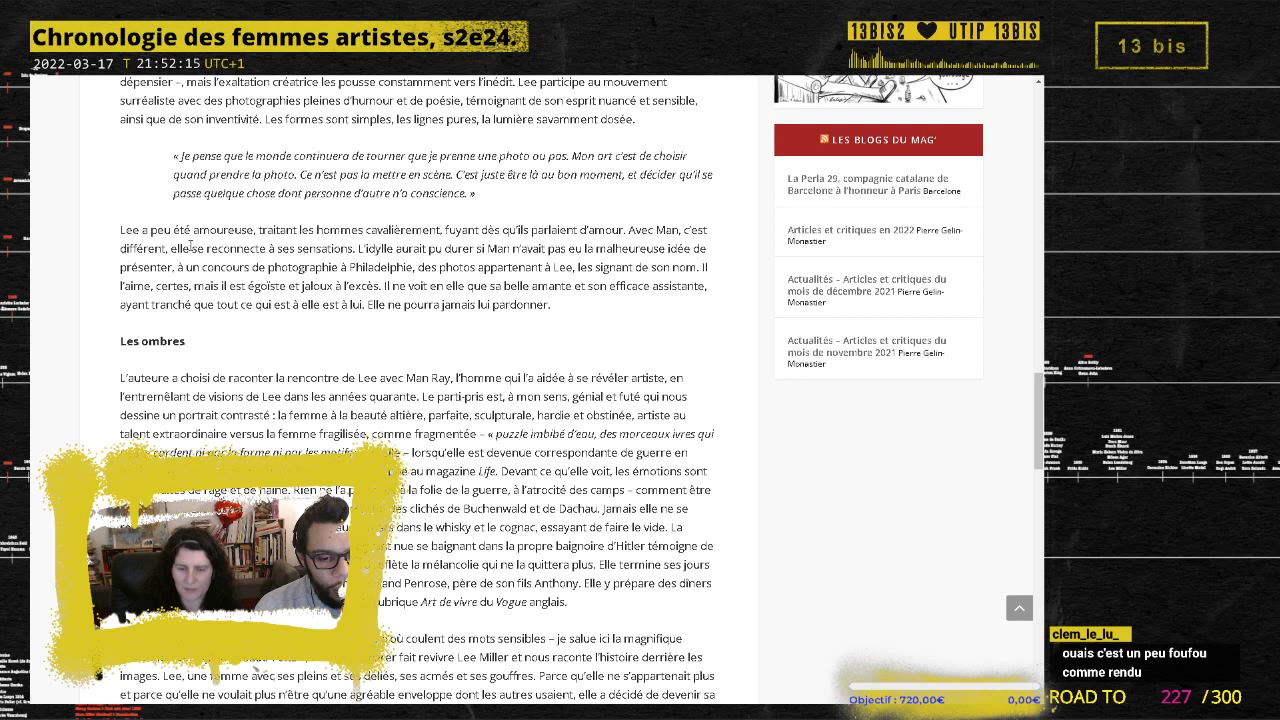 Chronologie des femmes artistes, s2e24.
2022-03-17 T 21:52:15 UTC+1
13BIS2 ♥ UTIP 13BIS
13 bis
dépensier –, mais l’exaltation créatrice les pousse constamment vers l’inédit. Lee participe au mouvement
surréaliste avec des photographies pleines d’humour et de poésie, témoignant de son esprit nuancé et sensible,
ainsi que de son inventivité. Les formes sont simples, les lignes pures, la lumière savamment dosée.
« Je pense que le monde continuera de tourner que je prenne une photo ou pas. Mon art c’est de choisir
quand prendre la photo. Ce n’est pas la mettre en scène. C’est juste être là au bon moment, et décider qu’il se
passe quelque chose dont personne d’autre n’a conscience. »
Lee a peu été amoureuse, traitant les hommes cavalièrement, fuyant dès qu’ils parlaient d’amour. Avec Man, c’est
différent, elle se reconnecte à ses sensations. L’idylle aurait pu durer si Man n’avait pas eu la malheureuse idée de
présenter, à un concours de photographie à Philadelphie, des photos appartenant à Lee, les signant de son nom. Il
l’aime, certes, mais il est égoïste et jaloux à l’excès. Il ne voit en elle que sa belle amante et son efficace assistante,
ayant tranché que tout ce qui est à elle est à lui. Elle ne pourra jamais lui pardonner.
Les ombres
L’auteure a choisi de raconter la rencontre de Lee avec Man Ray, l’homme qui l’a aidée à se révéler artiste, en
l’entremêlant de visions de Lee dans les années quarante. Le parti-pris est, à mon sens, génial et futé qui nous
dessine un portrait contrasté : la femme à la beauté altière, parfaite, sculpturale, hardie et obstinée, artiste au
talent extraordinaire versus la femme fragilisée, comme fragmentée – « puzzle imbibé d’eau, des morceaux ivres qui
– lorsqu’elle est devenue correspondante de guerre en
au magazine Life. Devant ce qu’elle voit, les émotions sont
de rage et de haine. Rien ne l’a à la folie de la guerre, à l’atrocité des camps – comment être
clichés de Buchenwald et de Dachau. Jamais elle ne se
dans le whisky et le cognac, essayant de faire le vide. La
nue se baignant dans la propre baignoire d’Hitler témoigne de
la mélancolie qui ne la quittera plus. Elle termine ses jours
Penrose, père de son fils Anthony. Elle y prépare des dîners
Art de vivre du Vogue anglais.
où coulent des mots sensibles – je salue ici la magnifique
fait revivre Lee Miller et nous raconte l’histoire derrière les
images. Lee, une femme avec ses pleins et ses déliés, ses acmés et ses gouffres. Parce qu’elle ne s’appartenait plus
et parce qu’elle ne voulait plus n’être qu’une agréable enveloppe dont les autres usaient, elle a décidé de devenir sa
LES BLOGS DU MAG’
La Perla 29, compagnie catalane de
Barcelone à l’honneur à Paris Barcelone
Articles et critiques en 2022 Pierre Gelin-
Monastier
Actualités – Articles et critiques du
mois de décembre 2021 Pierre Gelin-
Monastier
Actualités – Articles et critiques du
mois de novembre 2021 Pierre Gelin-
Monastier
clem_le_lu_
ouais c'est un peu foufou
comme rendu
Objectif : 720,00€ 0,00€
ROAD TO 227 / 300